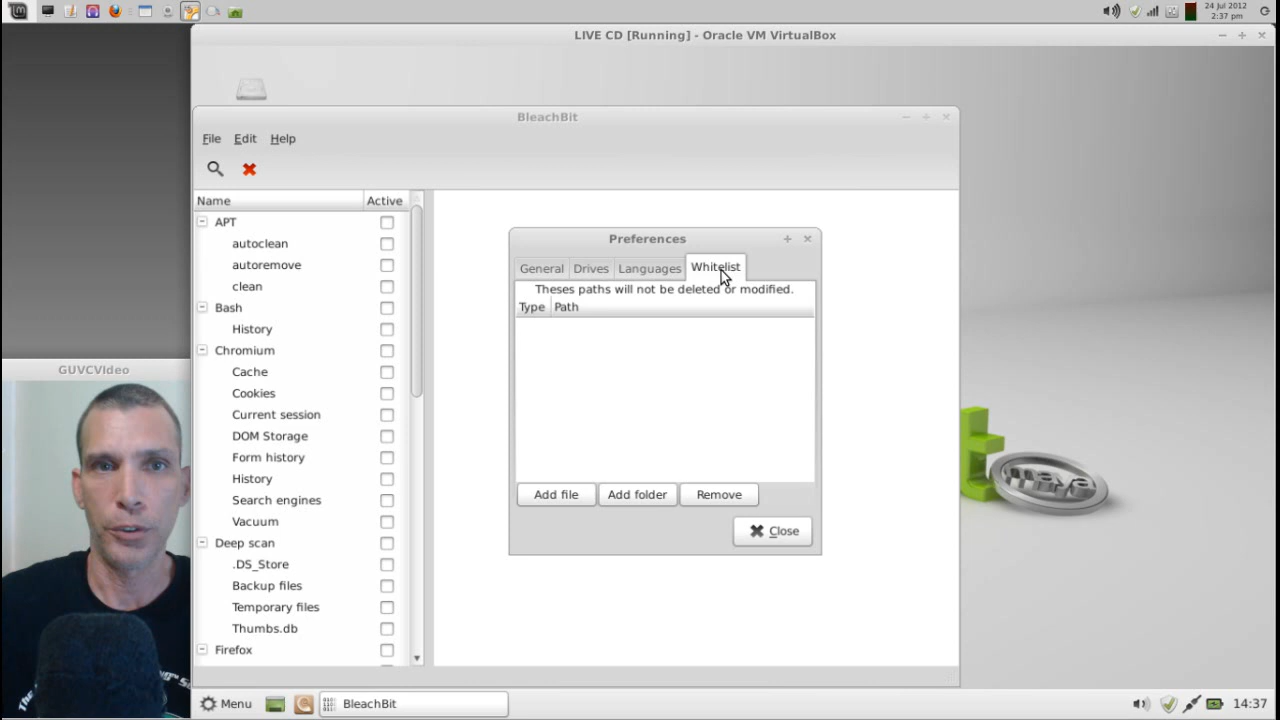 24 Jul 2012
2:37 pm
LIVE CD [Running] - Oracle VM VirtualBox
BleachBit
File Edit Help
Name Active
APT
autoclean
autoremove
clean
Bash
History
Chromium
Cache
Cookies
Current session
DOM Storage
Form history
History
Search engines
Vacuum
Deep scan
.DS_Store
Backup files
Temporary files
Thumbs.db
Firefox
Preferences
General Drives Languages Whitelist
Theses paths will not be deleted or modified.
Type Path
Add file Add folder Remove
Close
GUVCVideo
maya
Menu BleachBit 14:37